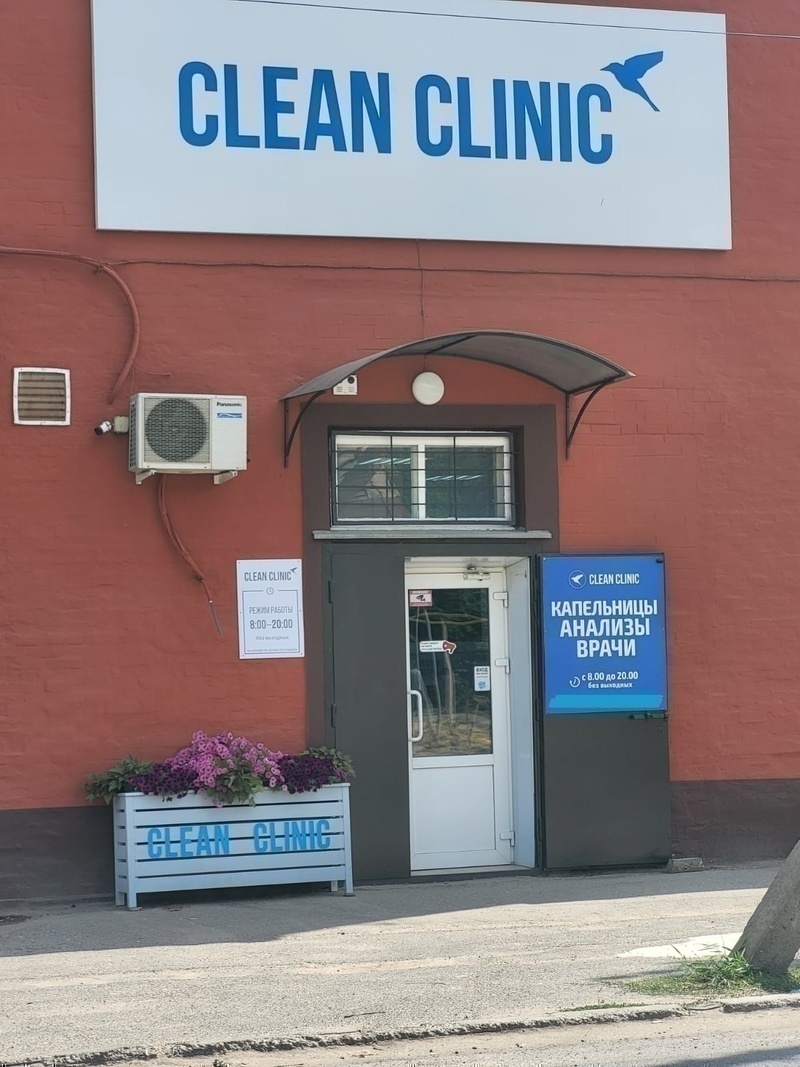 CLEAN CLINIC
Panasonic
CLEAN CLINIC
РЕЖИМ РАБОТЫ
8:00-20:00
без выходных
CLEAN CLINIC
КАПЕЛЬНИЦЫ
АНАЛИЗЫ
ВРАЧИ
с 8.00 до 20.00
без выходных
ВХОД
CLEAN CLINIC